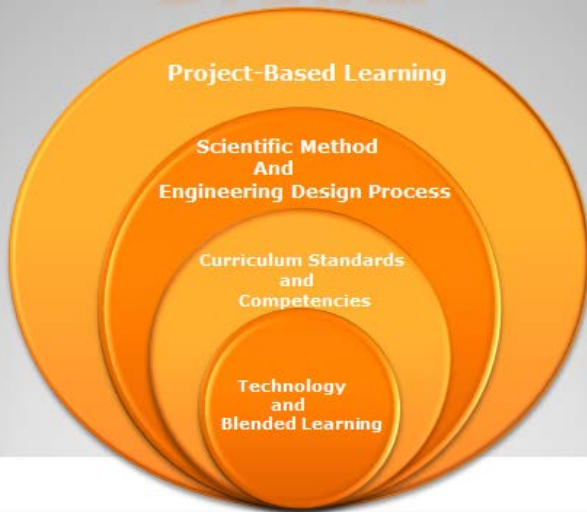 Project-Based Learning
Scientific Method
And
Engineering Design Process
Curriculum Standards
and
Competencies
Technology
and
Blended Learning